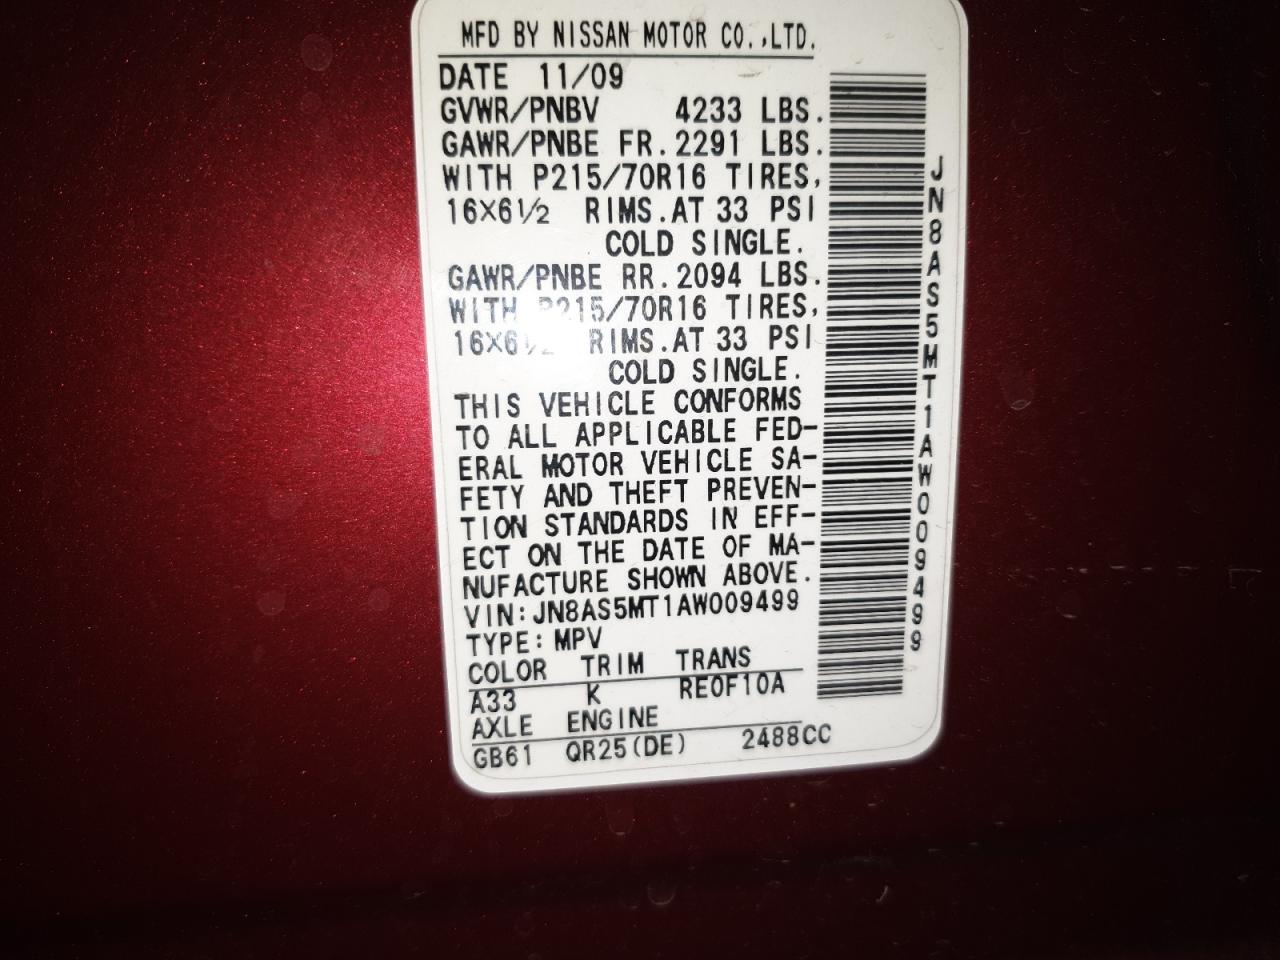 MFD BY NISSAN MOTOR CO.,LTD.
DATE 11/09
GVWR/PNBV 4233 LBS.
GAWR/PNBE FR.2291 LBS.
WITH P215/70R16 TIRES,
16X6½ RIMS.AT 33 PSI
COLD SINGLE.
GAWR/PNBE RR.2094 LBS.
WITH P215/70R16 TIRES,
16X6½ RIMS.AT 33 PSI
COLD SINGLE.
THIS VEHICLE CONFORMS
TO ALL APPLICABLE FED-
ERAL MOTOR VEHICLE SA-
FETY AND THEFT PREVEN-
TION STANDARDS IN EFF-
ECT ON THE DATE OF MA-
NUFACTURE SHOWN ABOVE.
VIN:JN8AS5MT1AW009499
TYPE:MPV
COLOR TRIM TRANS
A33 K RE0F10A
AXLE ENGINE
GB61 QR25(DE) 2488CC
JN8AS5MT1AW009499